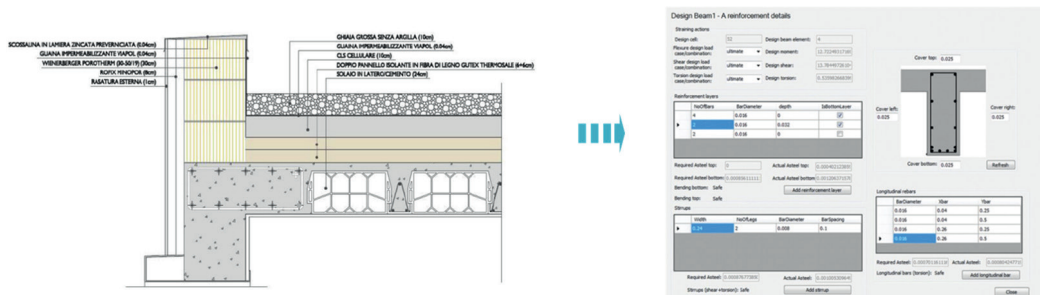 SCOSSALINA IN LAMIERA ZINCATA PREVERNICIATA (0.04cm)
GUAINA IMPERMEABILIZZANTE VIAPOL (0.04cm)
WIENERBERGER POROTHERM (30-50/19) (30cm)
ROFIX MINOPOR (8cm)
RASATURA ESTERNA (1cm)
GHIAIA GROSSA SENZA ARGILLA (10cm)
GUAINA IMPERMEABILIZZANTE VIAPOL (0.04cm)
CLS CELLULARE (10cm)
DOPPIO PANNELLO ISOLANTE IN FIBRA DI LEGNO GUTEX THERMOSALE (6+6cm)
SOLAIO IN LATERO/CEMENTO (24cm)
Design Beam1 - A reinforcement details
Straining actions
Design cell: 52 Design beam element: 4
Flexure design load case/combination: ultimate Design moment:
Shear design load case/combination: ultimate Design shear:
Torsion design load case/combination: ultimate Design torsion:
Reinforcement layers
NoOfBars BarDiameter depth IsBottomLayer
4 0.016 0
0.016 0.032
2 0.016 0
Required Asteel top: 0 Actual Asteel top:
Required Asteel bottom: Actual Asteel bottom:
Bending bottom: Safe Add reinforcement layer
Bending top: Safe
Stirrups
Width NoOfLegs BarDiameter BarSpacing
0.24 2 0.008 0.1
Required Asteel: Actual Asteel:
Stirrups (shear+torsion): Safe Add stirrup
Cover top: 0.025
Cover left: 0.025
Cover right: 0.025
Cover bottom: 0.025 Refresh
Longitudinal rebars
BarDiameter Xbar Ybar
0.016 0.04 0.25
0.016 0.04 0.5
0.016 0.26 0.25
0.016 0.26 0.5
Required Asteel: Actual Asteel:
Longitudinal bars (torsion): Safe Add longitudinal bar
Close